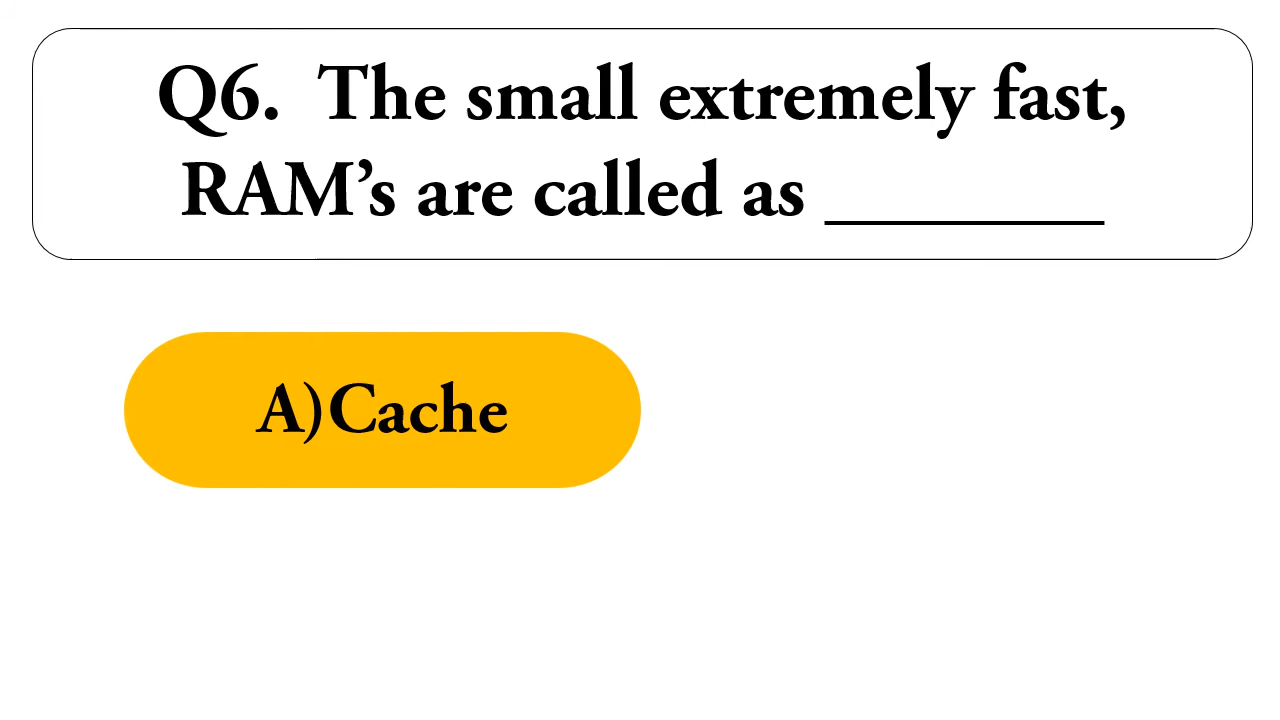 Q6. The small extremely fast,
RAM’s are called as ________
A)Cache